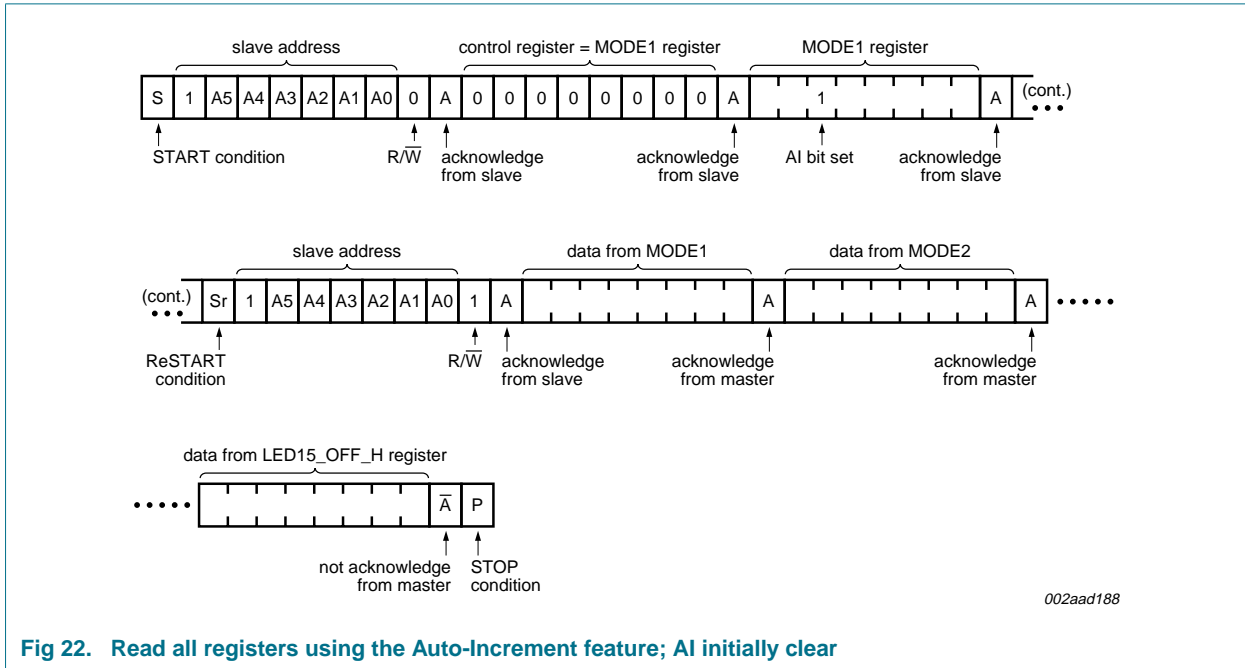 slave address control register = MODE1 register MODE1 register
S 1 A5 A4 A3 A2 A1 A0 0 A 0 0 0 0 0 0 0 0 A 1 A (cont.)
START condition R/W̅ acknowledge from slave acknowledge from slave AI bit set acknowledge from slave
slave address data from MODE1 data from MODE2
(cont.) Sr 1 A5 A4 A3 A2 A1 A0 1 A A A
ReSTART condition R/W̅ acknowledge from slave acknowledge from master acknowledge from master
data from LED15_OFF_H register
A̅ P
not acknowledge from master STOP condition
002aad188
Fig 22. Read all registers using the Auto-Increment feature; AI initially clear